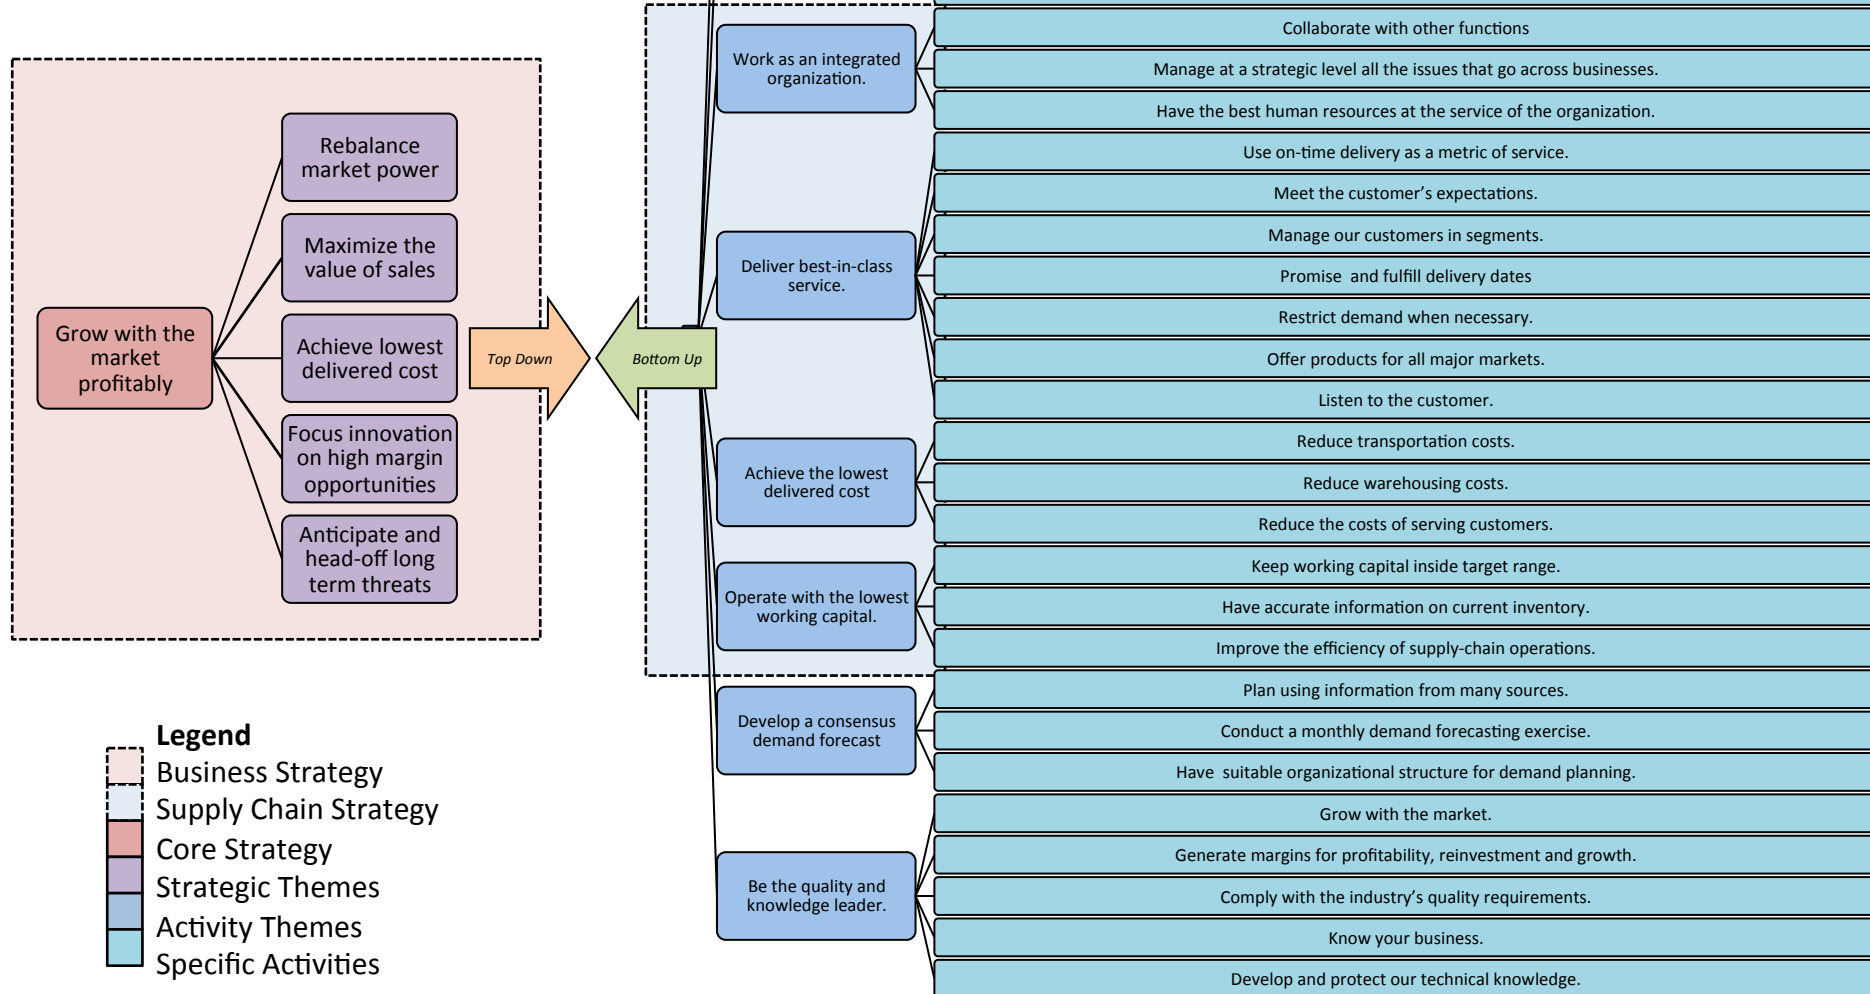 Grow with the
market
profitably
Rebalance
market power
Maximize the
value of sales
Achieve lowest
delivered cost
Focus innovation
on high margin
opportunities
Anticipate and
head-off long
term threats
Top Down
Bottom Up
Work as an integrated
organization.
Collaborate with other functions
Manage at a strategic level all the issues that go across businesses.
Have the best human resources at the service of the organization.
Deliver best-in-class
service.
Use on-time delivery as a metric of service.
Meet the customer’s expectations.
Manage our customers in segments.
Promise  and fulfill delivery dates
Restrict demand when necessary.
Offer products for all major markets.
Listen to the customer.
Achieve the lowest
delivered cost
Reduce transportation costs.
Reduce warehousing costs.
Reduce the costs of serving customers.
Operate with the lowest
working capital.
Keep working capital inside target range.
Have accurate information on current inventory.
Improve the efficiency of supply-chain operations.
Develop a consensus
demand forecast
Plan using information from many sources.
Conduct a monthly demand forecasting exercise.
Have  suitable organizational structure for demand planning.
Be the quality and
knowledge leader.
Grow with the market.
Generate margins for profitability, reinvestment and growth.
Comply with the industry’s quality requirements.
Know your business.
Develop and protect our technical knowledge.
Legend
Business Strategy
Supply Chain Strategy
Core Strategy
Strategic Themes
Activity Themes
Specific Activities